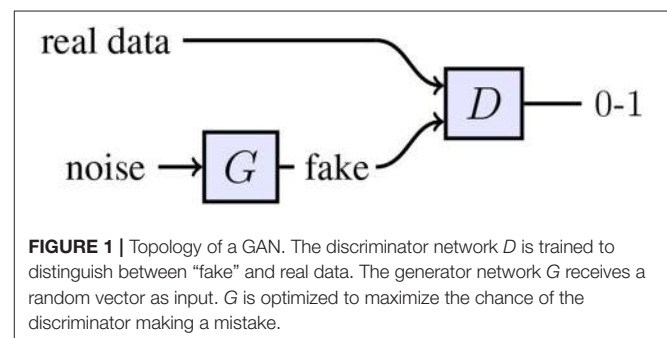 real data
D
0-1
noise
G
fake
FIGURE 1 | Topology of a GAN. The discriminator network D is trained to
distinguish between “fake” and real data. The generator network G receives a
random vector as input. G is optimized to maximize the chance of the
discriminator making a mistake.